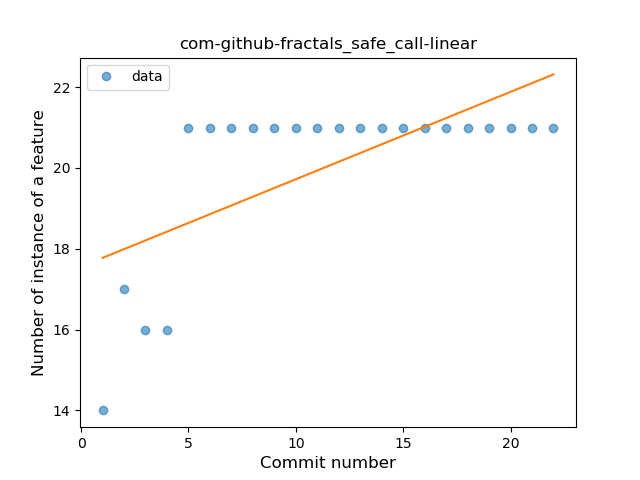 com-github-fractals_safe_call-linear
data
Number of instance of a feature
22
20
18
16
14
0
5
10
15
20
Commit number